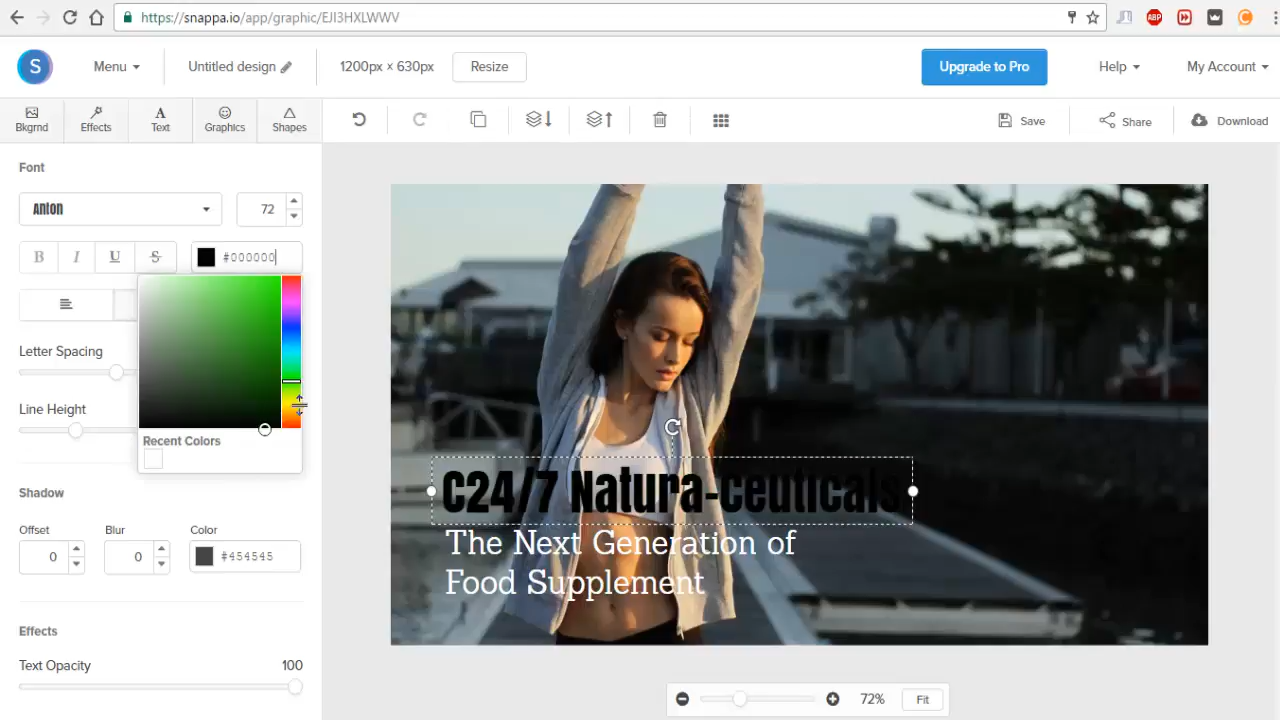 https://snappa.io/app/graphic/EJI3HXLWWV
ABP
S
Menu
Untitled design
1200px × 630px
Resize
Upgrade to Pro
Help
My Account
Bkgrnd
Effects
Text
Graphics
Shapes
Save
Share
Download
Font
Anton
72
B I U S
#000000
Letter Spacing
Line Height
Recent Colors
Shadow
Offset
Blur
Color
0
0
#454545
Effects
Text Opacity
100
C24/7 Natura-ceuticals
The Next Generation of
Food Supplement
72%
Fit